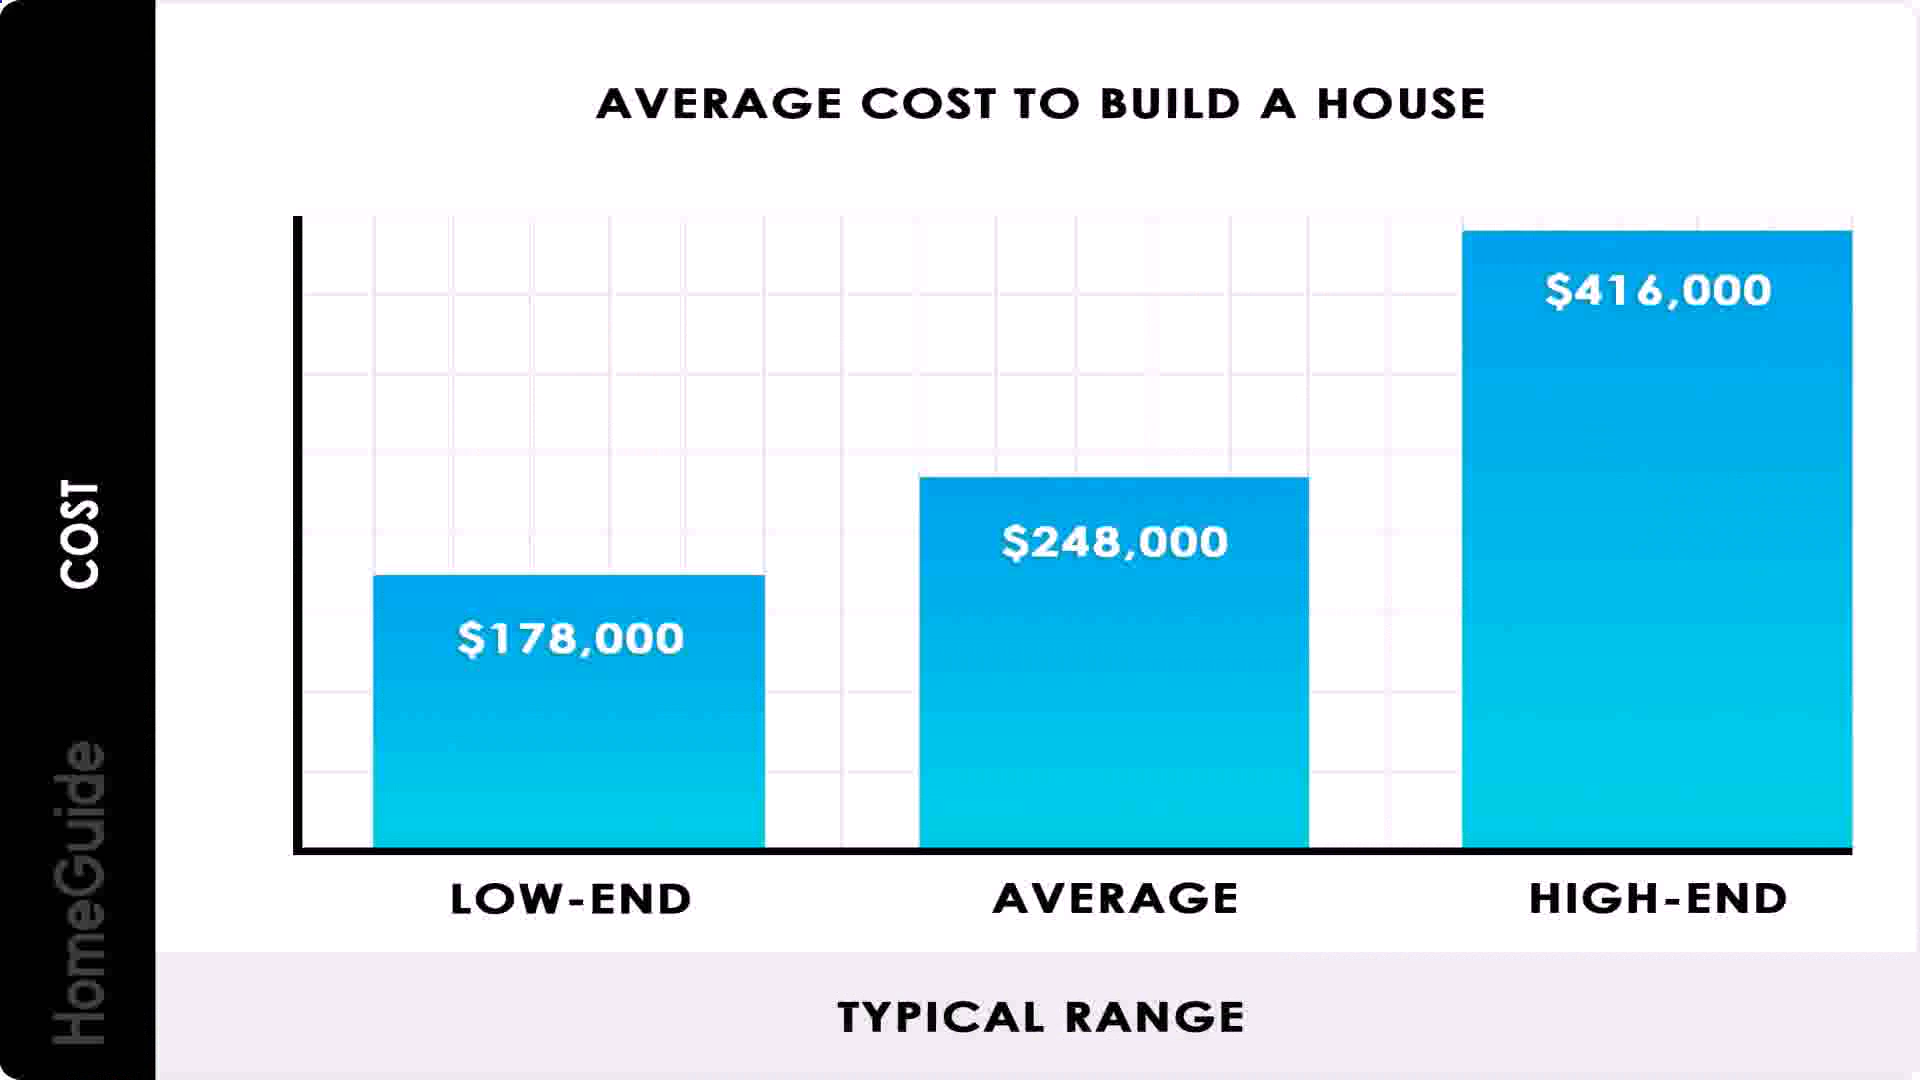 AVERAGE COST TO BUILD A HOUSE
COST
$178,000
$248,000
$416,000
LOW-END
AVERAGE
HIGH-END
TYPICAL RANGE
HomeGuide